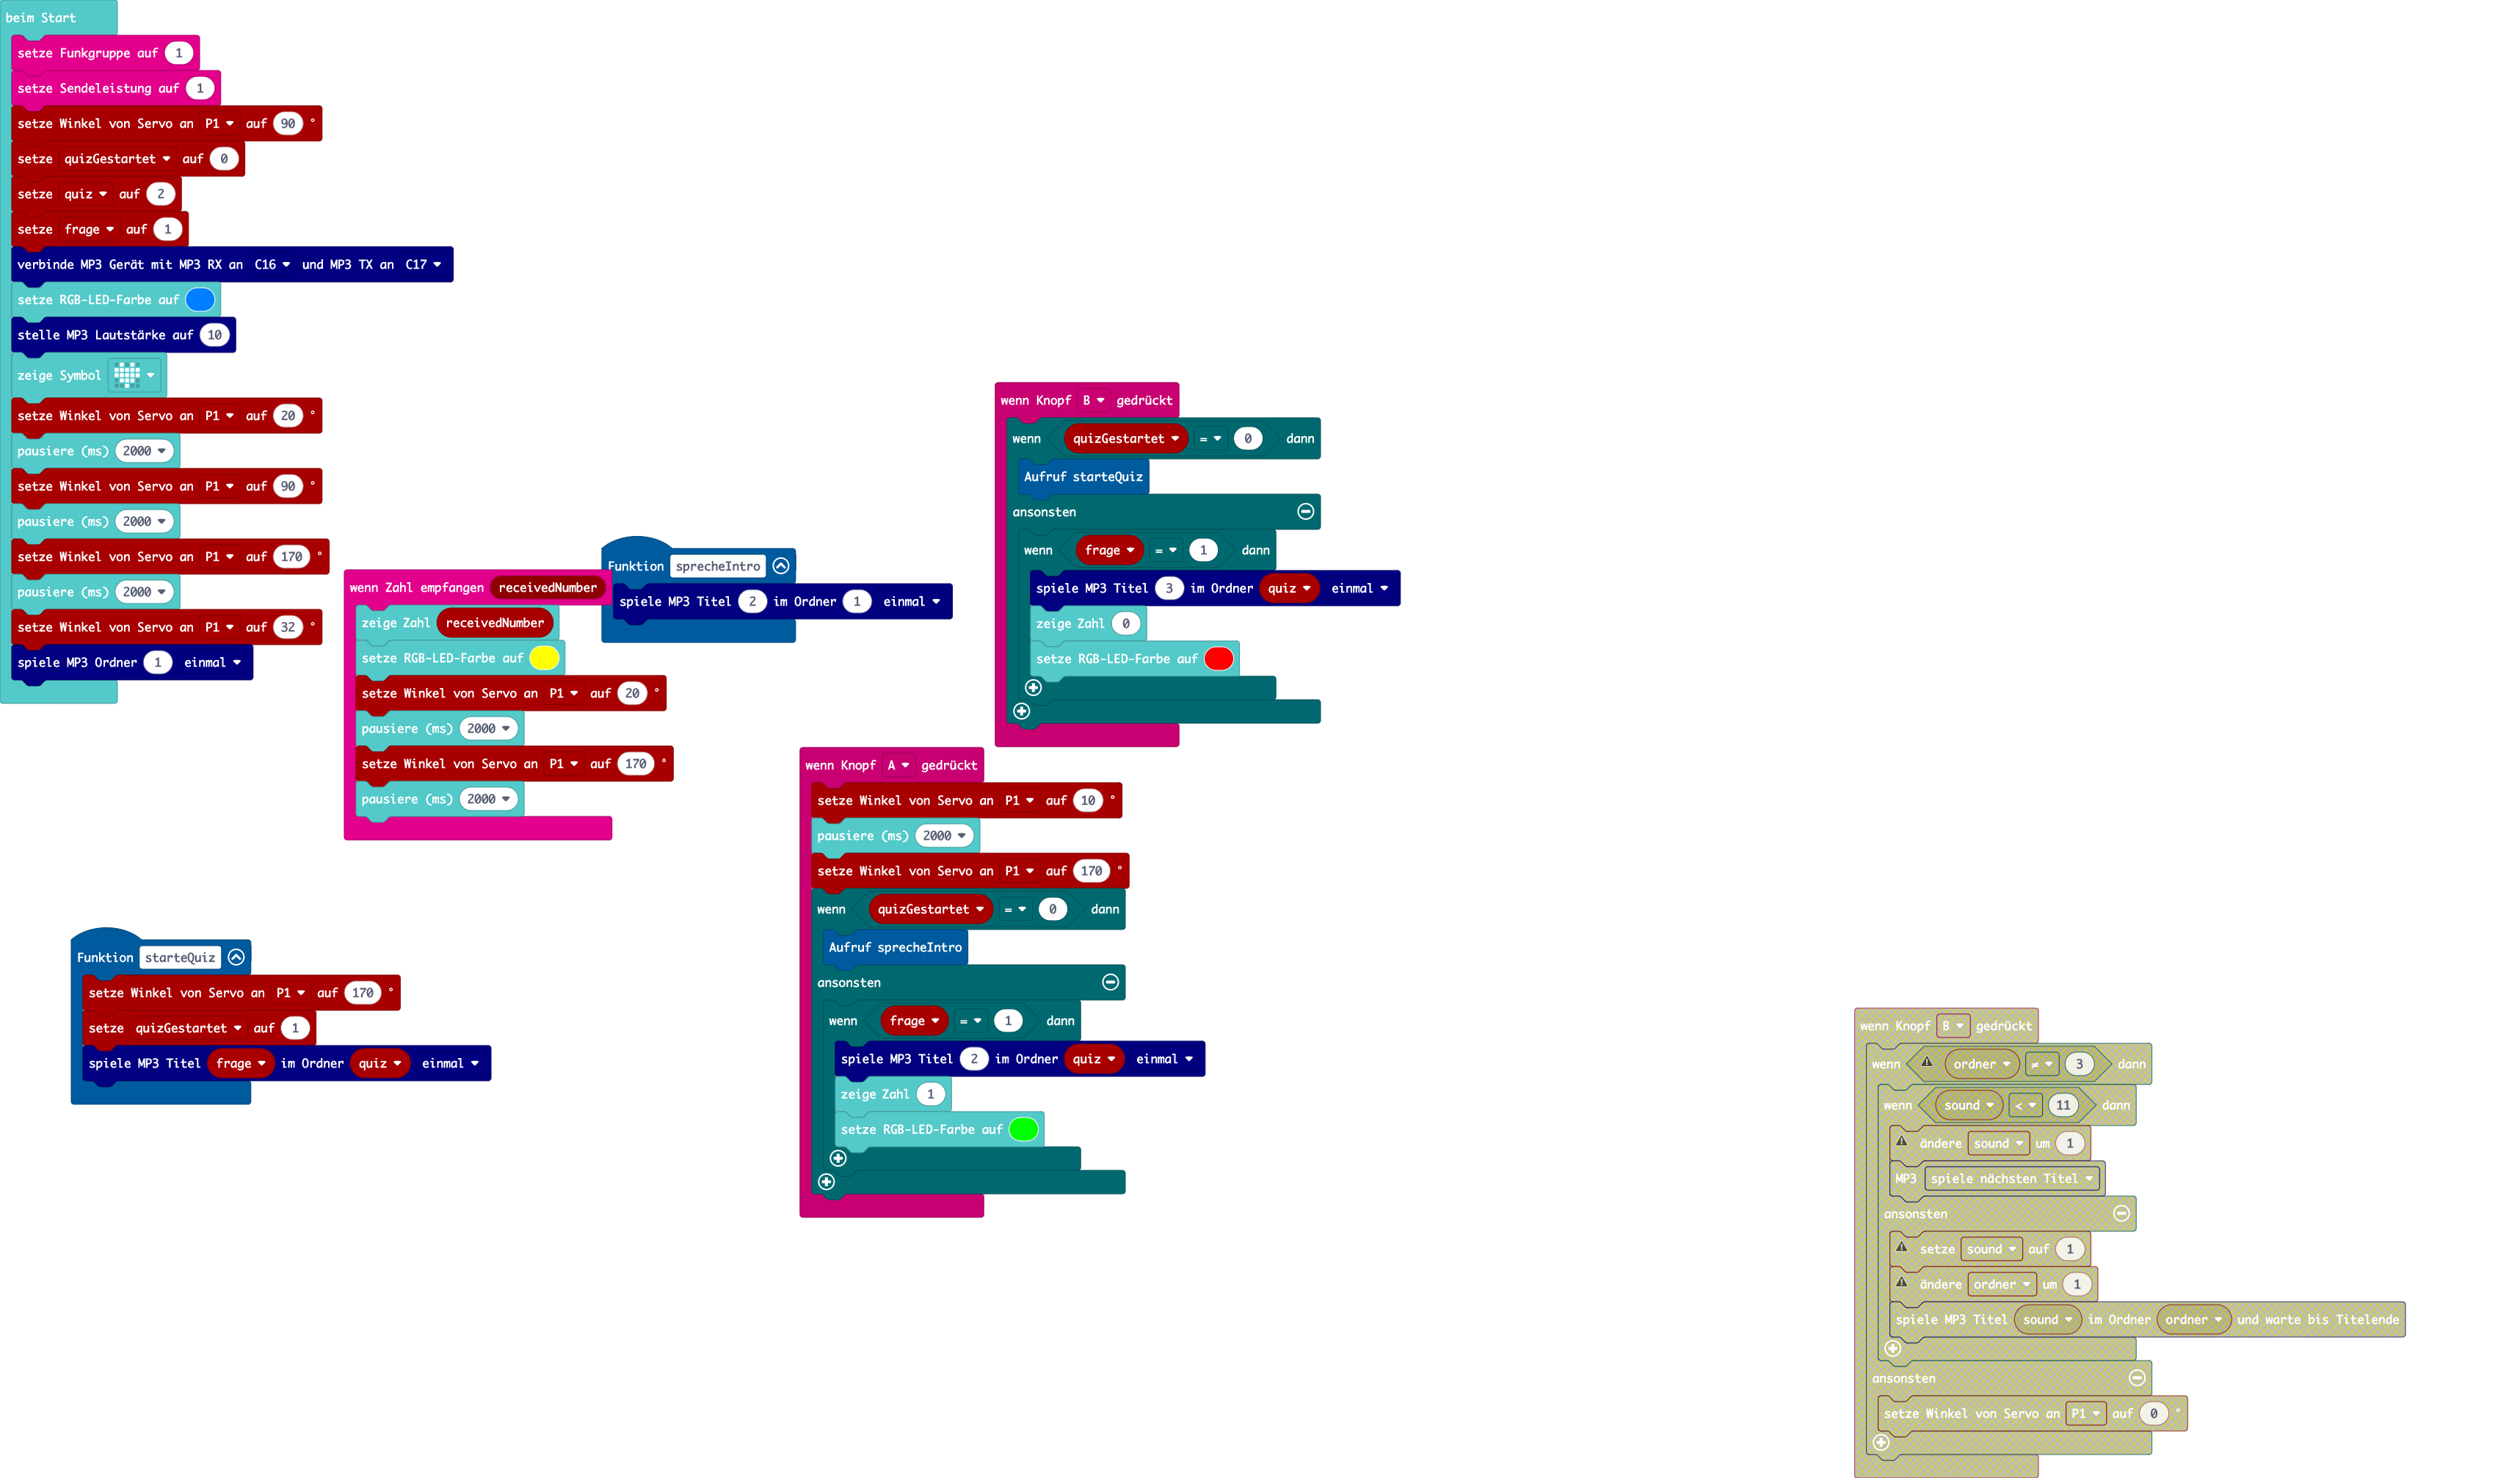 beim Start
setze Funkgruppe auf 1
setze Sendeleistung auf 1
setze Winkel von Servo an P1 auf 90 °
setze quizGestartet auf 0
setze quiz auf 2
setze frage auf 1
verbinde MP3 Gerät mit MP3 RX an C16 und MP3 TX an C17
setze RGB-LED-Farbe auf
stelle MP3 Lautstärke auf 10
zeige Symbol
setze Winkel von Servo an P1 auf 20 °
pausiere (ms) 2000
setze Winkel von Servo an P1 auf 90 °
pausiere (ms) 2000
setze Winkel von Servo an P1 auf 170 °
pausiere (ms) 2000
setze Winkel von Servo an P1 auf 32 °
spiele MP3 Ordner 1 einmal
wenn Zahl empfangen receivedNumber
zeige Zahl receivedNumber
setze RGB-LED-Farbe auf
setze Winkel von Servo an P1 auf 20 °
pausiere (ms) 2000
setze Winkel von Servo an P1 auf 170 °
pausiere (ms) 2000
Funktion sprecheIntro
spiele MP3 Titel 2 im Ordner 1 einmal
wenn Knopf B gedrückt
wenn quizGestartet = 0 dann
Aufruf starteQuiz
ansonsten
wenn frage = 1 dann
spiele MP3 Titel 3 im Ordner quiz einmal
zeige Zahl 0
setze RGB-LED-Farbe auf
wenn Knopf A gedrückt
setze Winkel von Servo an P1 auf 10 °
pausiere (ms) 2000
setze Winkel von Servo an P1 auf 170 °
wenn quizGestartet = 0 dann
Aufruf sprecheIntro
ansonsten
wenn frage = 1 dann
spiele MP3 Titel 2 im Ordner quiz einmal
zeige Zahl 1
setze RGB-LED-Farbe auf
Funktion starteQuiz
setze Winkel von Servo an P1 auf 170 °
setze quizGestartet auf 1
spiele MP3 Titel frage im Ordner quiz einmal
wenn Knopf B gedrückt
wenn ordner ≠ 3 dann
wenn sound < 11 dann
ändere sound um 1
MP3 spiele nächsten Titel
ansonsten
setze sound auf 1
ändere ordner um 1
spiele MP3 Titel sound im Ordner ordner und warte bis Titelende
ansonsten
setze Winkel von Servo an P1 auf 0 °